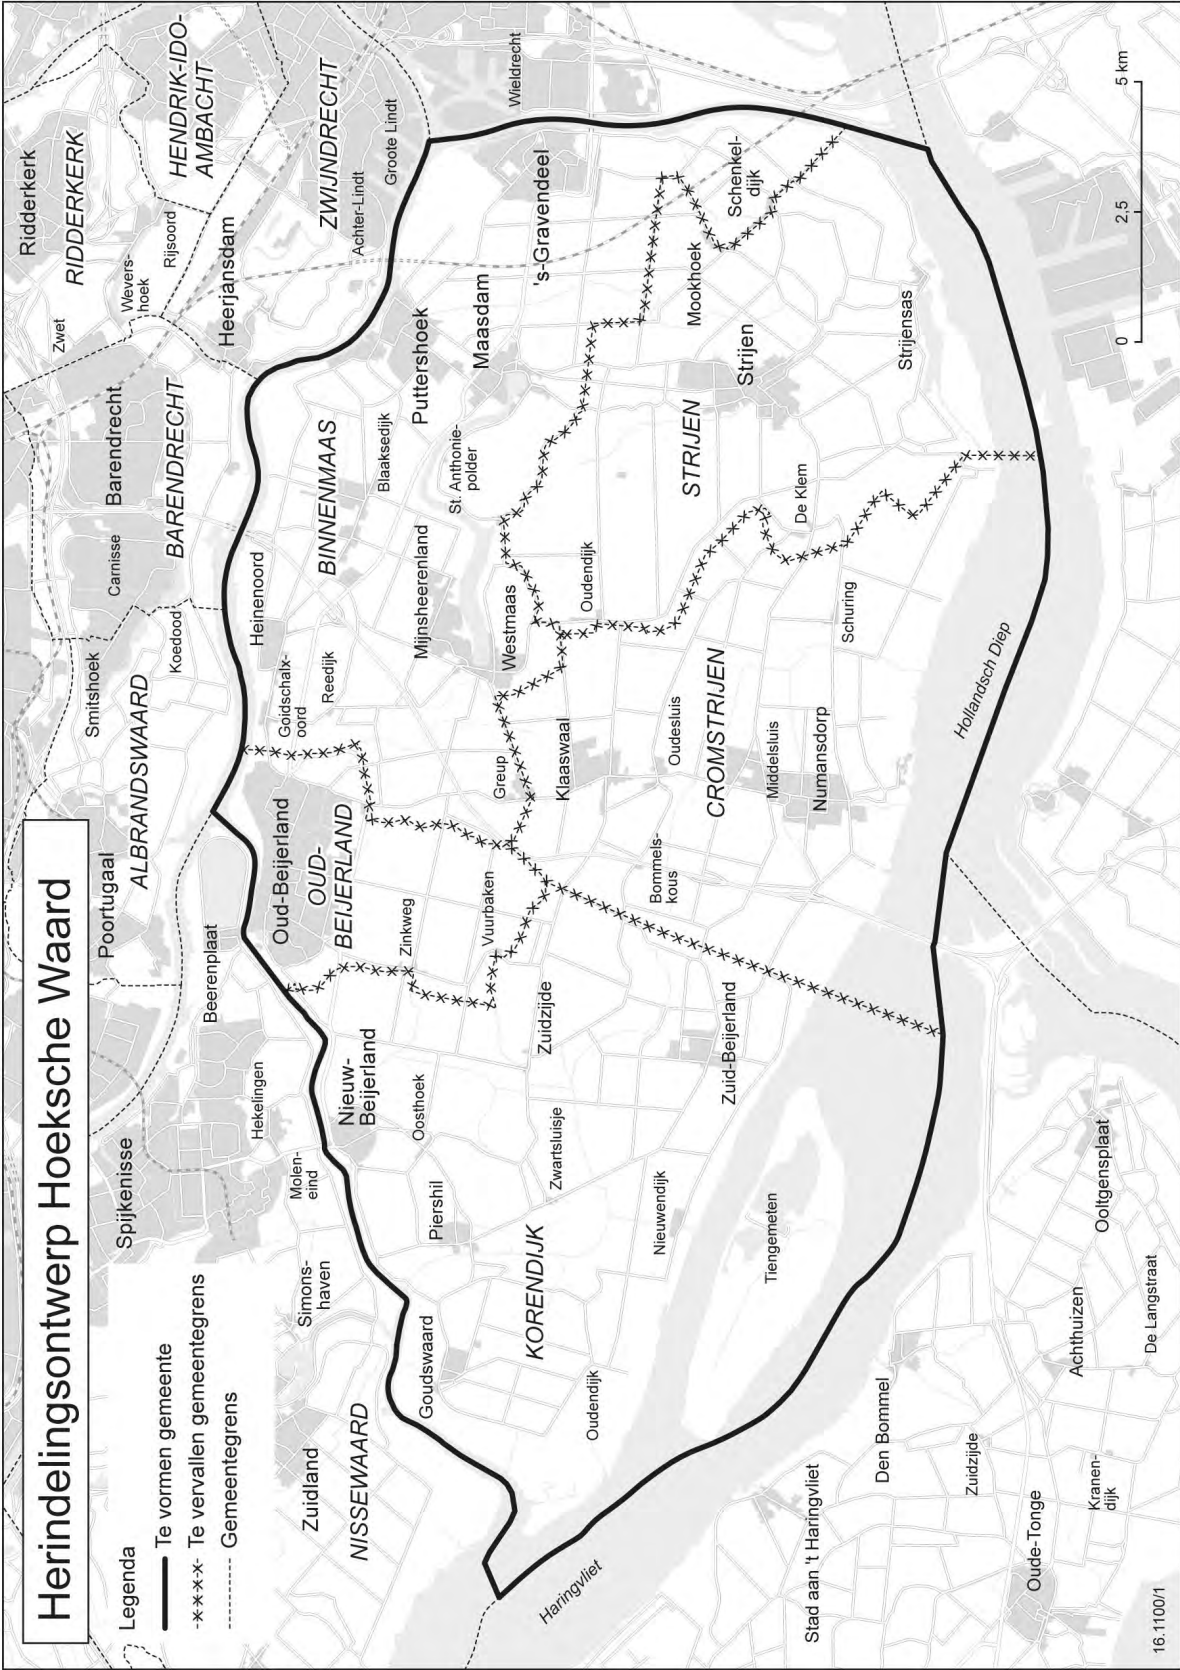 Herindelingsontwerp Hoeksche Waard
Legenda
Te vormen gemeente
-××××- Te vervallen gemeentegrens
Gemeentegrens
Spijkenisse
Hekelingen
Molen-
eind
Simons-
haven
Zuidland
NISSEWAARD
Beerenplaat
Poortugaal
ALBRANDSWAARD
Smitshoek
Koedood
Carnisse
Barendrecht
BARENDRECHT
Zwet
Wevers-
hoek
Rijsoord
Ridderkerk
RIDDERKERK
HENDRIK-IDO-
AMBACHT
Heerjansdam
ZWIJNDRECHT
Achter-Lindt
Groote Lindt
Wieldrecht
Goudswaard
Piershil
Oosthoek
Nieuw-
Beijerland
KORENDIJK
Oudendijk
Zwartsluisje
Nieuwendijk
Tiengemeten
Zuidzijde
Zuid-Beijerland
Oud-Beijerland
OUD-
BEIJERLAND
Zinkweg
Vuurbaken
Goidschalx-
oord
Reedijk
Heinenoord
BINNENMAAS
Blaaksedijk
Mijnsheerenland
St. Anthonie-
polder
Westmaas
Greup
Klaaswaal
Puttershoek
Maasdam
's-Gravendeel
Bommels-
kous
Oudesluis
CROMSTRIJEN
Middelsluis
Numansdorp
Schuring
Oudendijk
De Klem
STRIJEN
Strijen
Mookhoek
Schenkel-
dijk
Strijensas
Hollandsch Diep
Haringvliet
Stad aan 't Haringvliet
Den Bommel
Zuidzijde
Oude-Tonge
Kranen-
dijk
Achthuizen
De Langstraat
Ooltgensplaat
0 2,5 5 km
16.1100/1